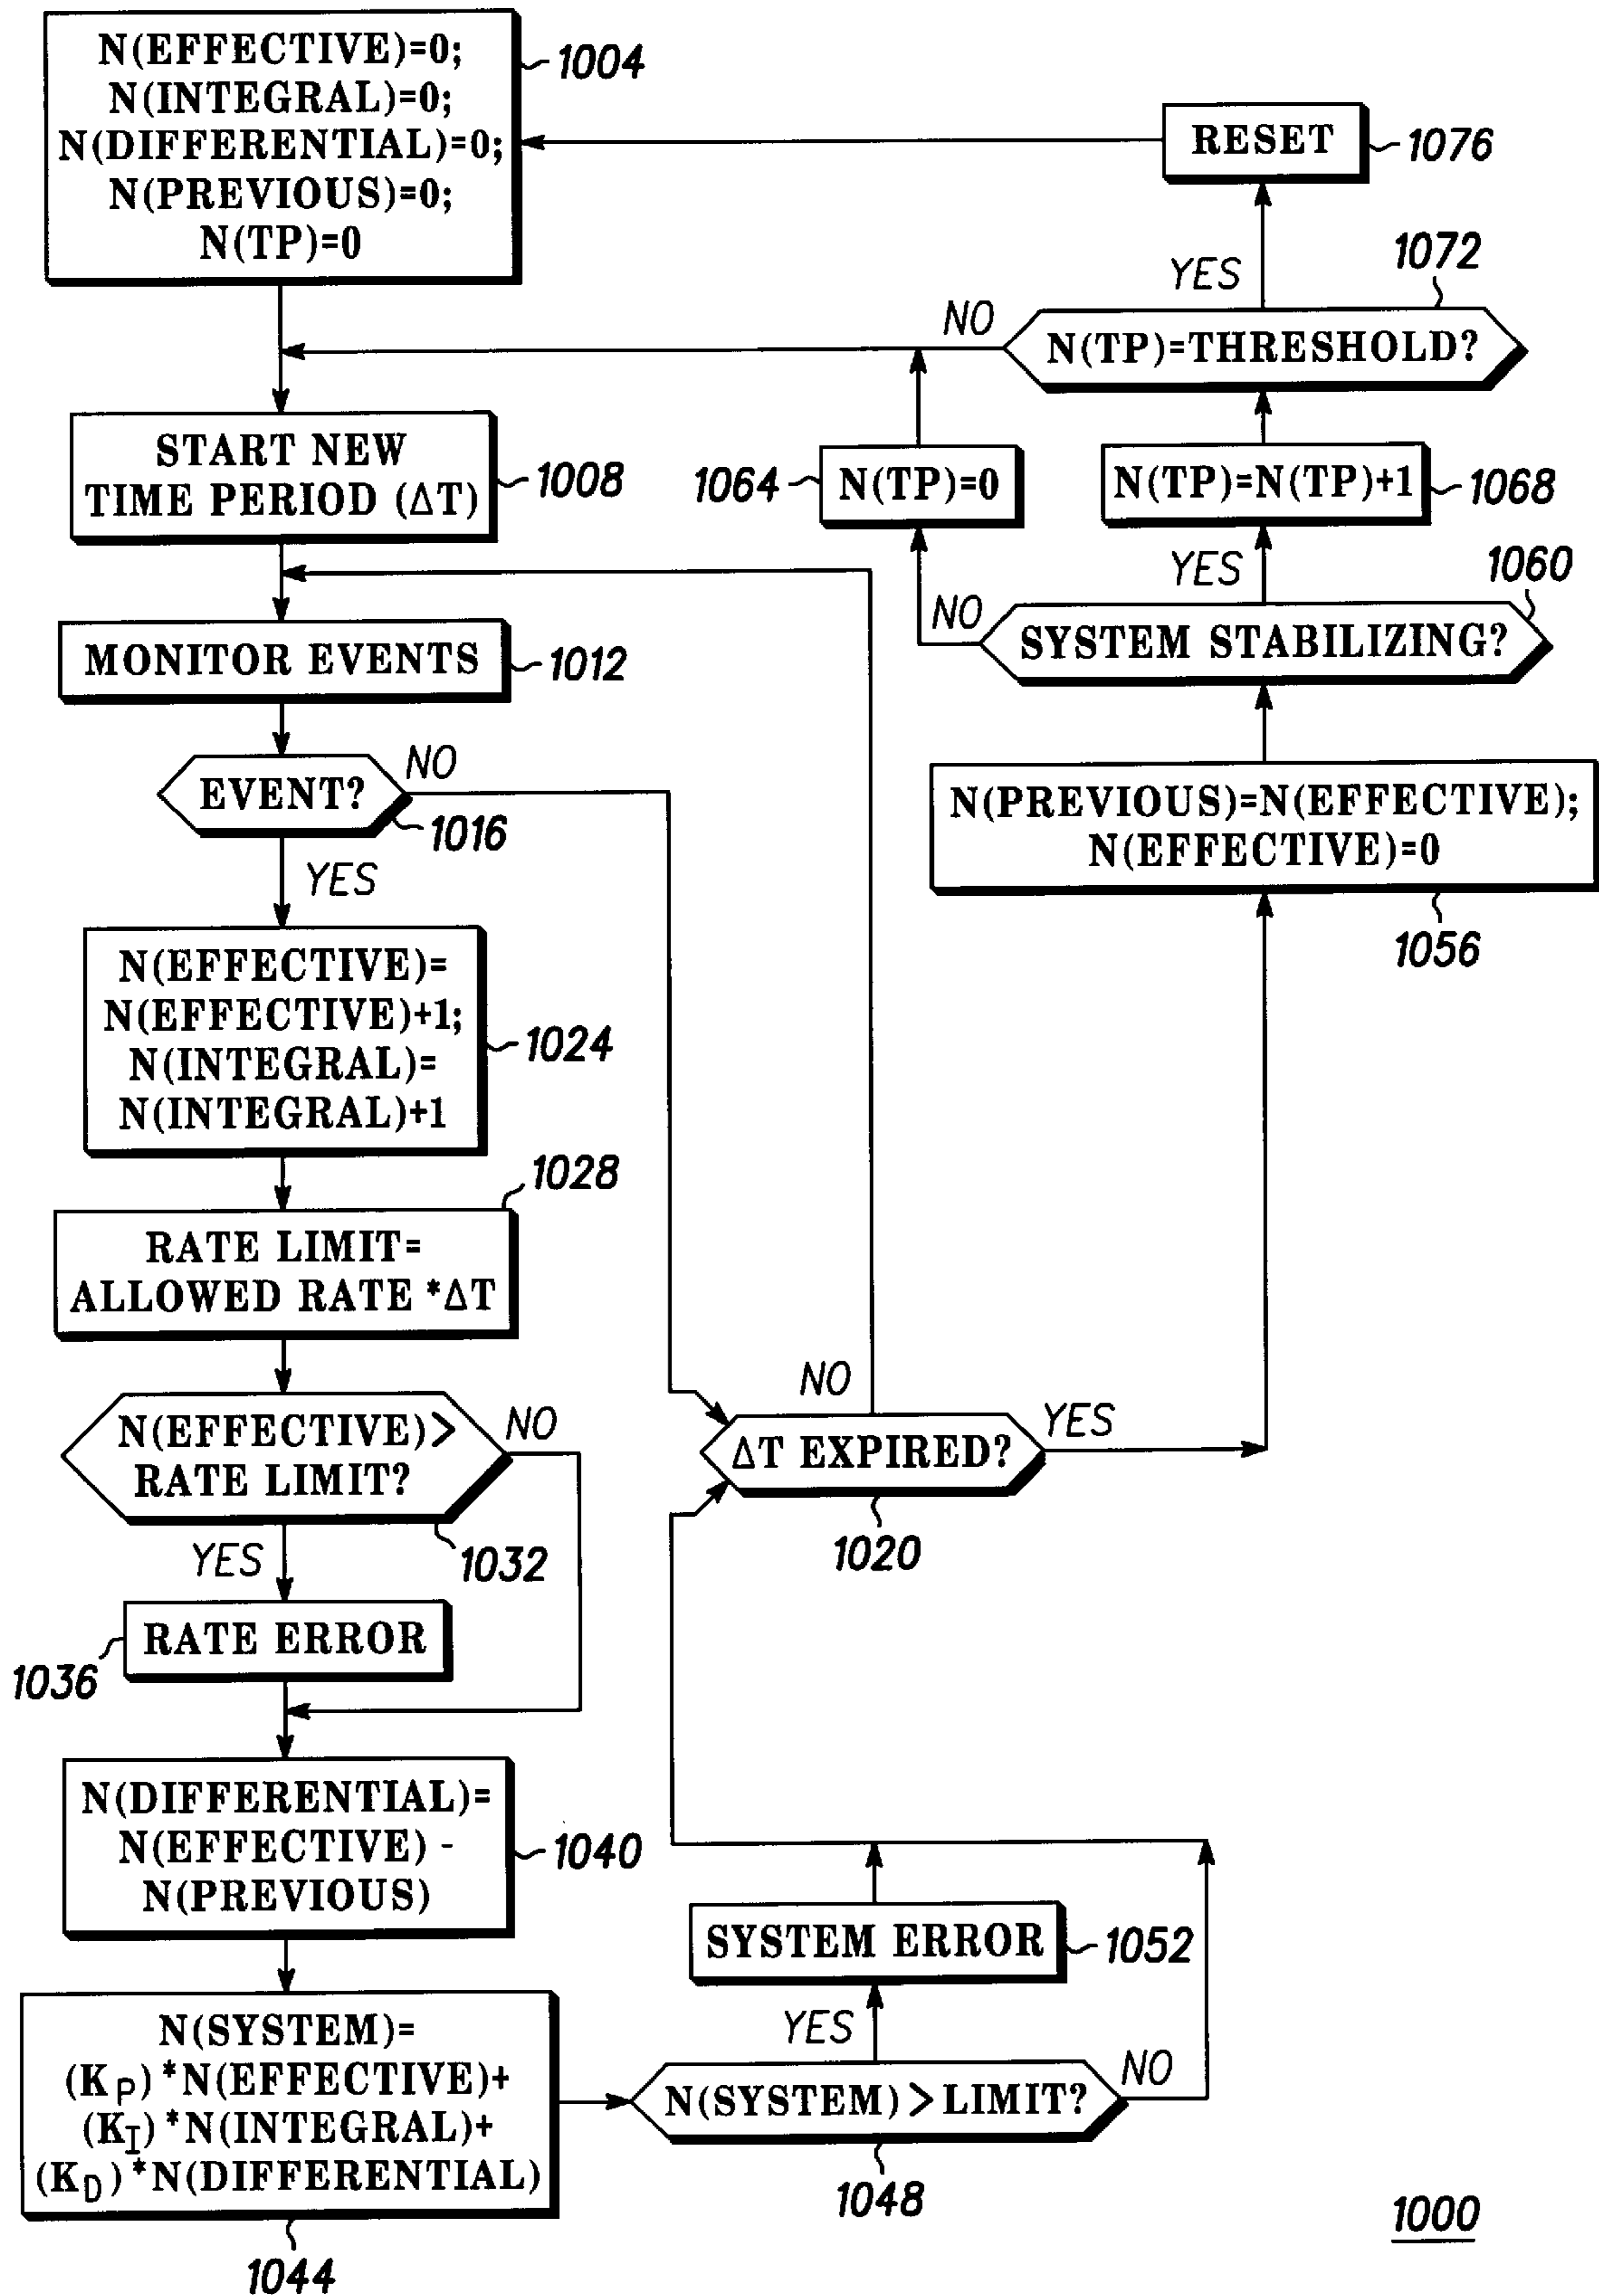 N(EFFECTIVE)=0;
N(INTEGRAL)=0;
N(DIFFERENTIAL)=0;
N(PREVIOUS)=0;
N(TP)=0
1004
RESET
1076
1072
YES
NO
N(TP)=THRESHOLD?
START NEW
TIME PERIOD (ΔT)
1008
1064
N(TP)=0
N(TP)=N(TP)+1
1068
YES
1060
NO
SYSTEM STABILIZING?
MONITOR EVENTS
1012
NO
EVENT?
1016
YES
N(PREVIOUS)=N(EFFECTIVE);
N(EFFECTIVE)=0
1056
N(EFFECTIVE)=
N(EFFECTIVE)+1;
N(INTEGRAL)=
N(INTEGRAL)+1
1024
1028
RATE LIMIT=
ALLOWED RATE *ΔT
N(EFFECTIVE)>
RATE LIMIT?
NO
1032
YES
NO
ΔT EXPIRED?
YES
1020
RATE ERROR
1036
N(DIFFERENTIAL)=
N(EFFECTIVE) -
N(PREVIOUS)
1040
SYSTEM ERROR
1052
YES
N(SYSTEM)=
(KP)*N(EFFECTIVE)+
(KI)*N(INTEGRAL)+
(KD)*N(DIFFERENTIAL)
1044
N(SYSTEM)>LIMIT?
NO
1048
1000